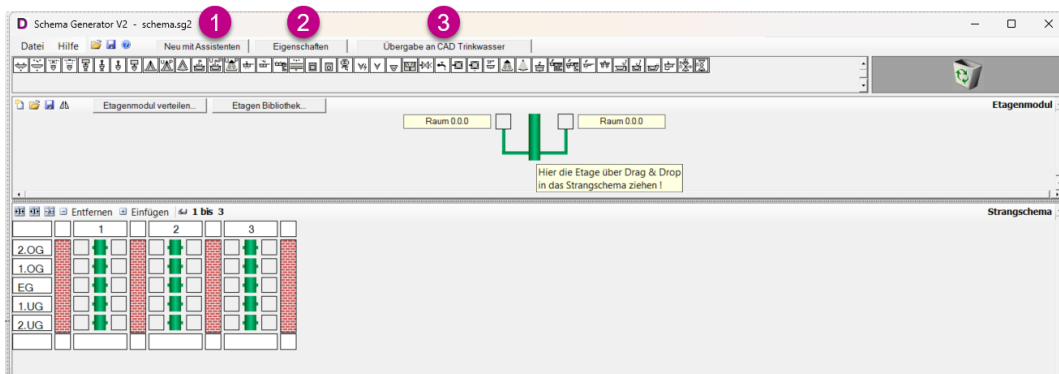 1 2 3
D Schema Generator V2 - schema.sg2
Datei Hilfe Neu mit Assistenten Eigenschaften Übergabe an CAD Trinkwasser
Etagenmodul verteilen... Etagen Bibliothek... Etagenmodul
Raum 0.0.0 Raum 0.0.0
Hier die Etage über Drag & Drop
in das Strangschema ziehen !
Entfernen Einfügen 1 bis 3 Strangschema
1 2 3
2.OG
1.OG
EG
1.UG
2.UG